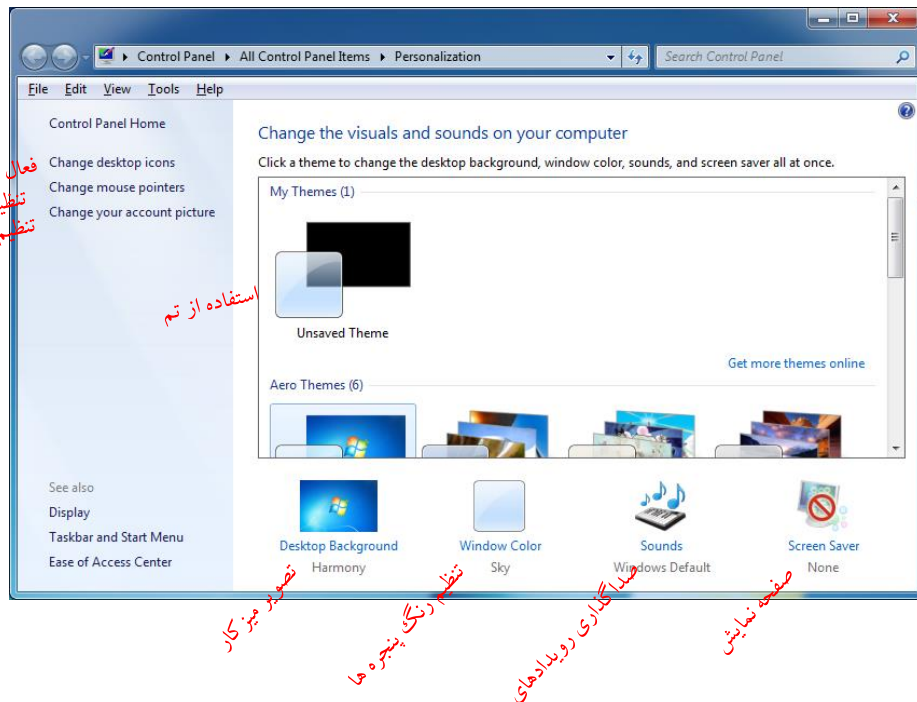 Control Panel ▸ All Control Panel Items ▸ Personalization
Search Control Panel
File Edit View Tools Help
Control Panel Home
Change desktop icons
Change mouse pointers
Change your account picture
فعال
Change the visuals and sounds on your computer
Click a theme to change the desktop background, window color, sounds, and screen saver all at once.
My Themes (1)
استفاده از تم
Unsaved Theme
Get more themes online
Aero Themes (6)
See also
Display
Taskbar and Start Menu
Ease of Access Center
Desktop Background
Harmony
Window Color
Sky
Sounds
Windows Default
Screen Saver
None
تصویر میز کار
تنظیم رنگ پنجره ها
صداگذاری رویدادهای
صفحه نمایش